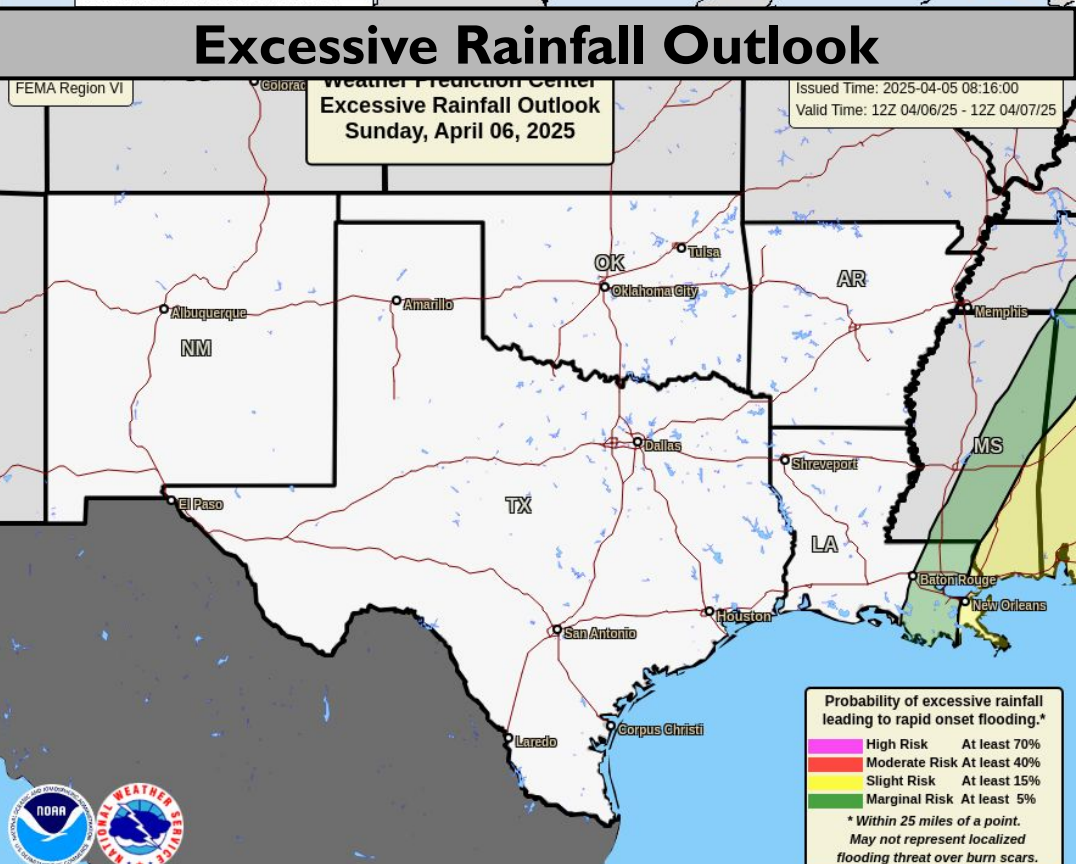 Excessive Rainfall Outlook
FEMA Region VI
Colorad
Weather Prediction Center
Excessive Rainfall Outlook
Sunday, April 06, 2025
Issued Time: 2025-04-05 08:16:00
Valid Time: 12Z 04/06/25 - 12Z 04/07/25
Tulsa
OK
Oklahoma City
AR
Albuquerque
Amarillo
Memphis
NM
Dallas
MS
Shreveport
El Paso
TX
LA
Baton Rouge
New Orleans
Houston
San Antonio
Corpus Christi
Laredo
Probability of excessive rainfall
leading to rapid onset flooding.*
High Risk At least 70%
Moderate Risk At least 40%
Slight Risk At least 15%
Marginal Risk At least 5%
* Within 25 miles of a point.
May not represent localized
flooding threat over burn scars.
NOAA
NATIONAL WEATHER SERVICE